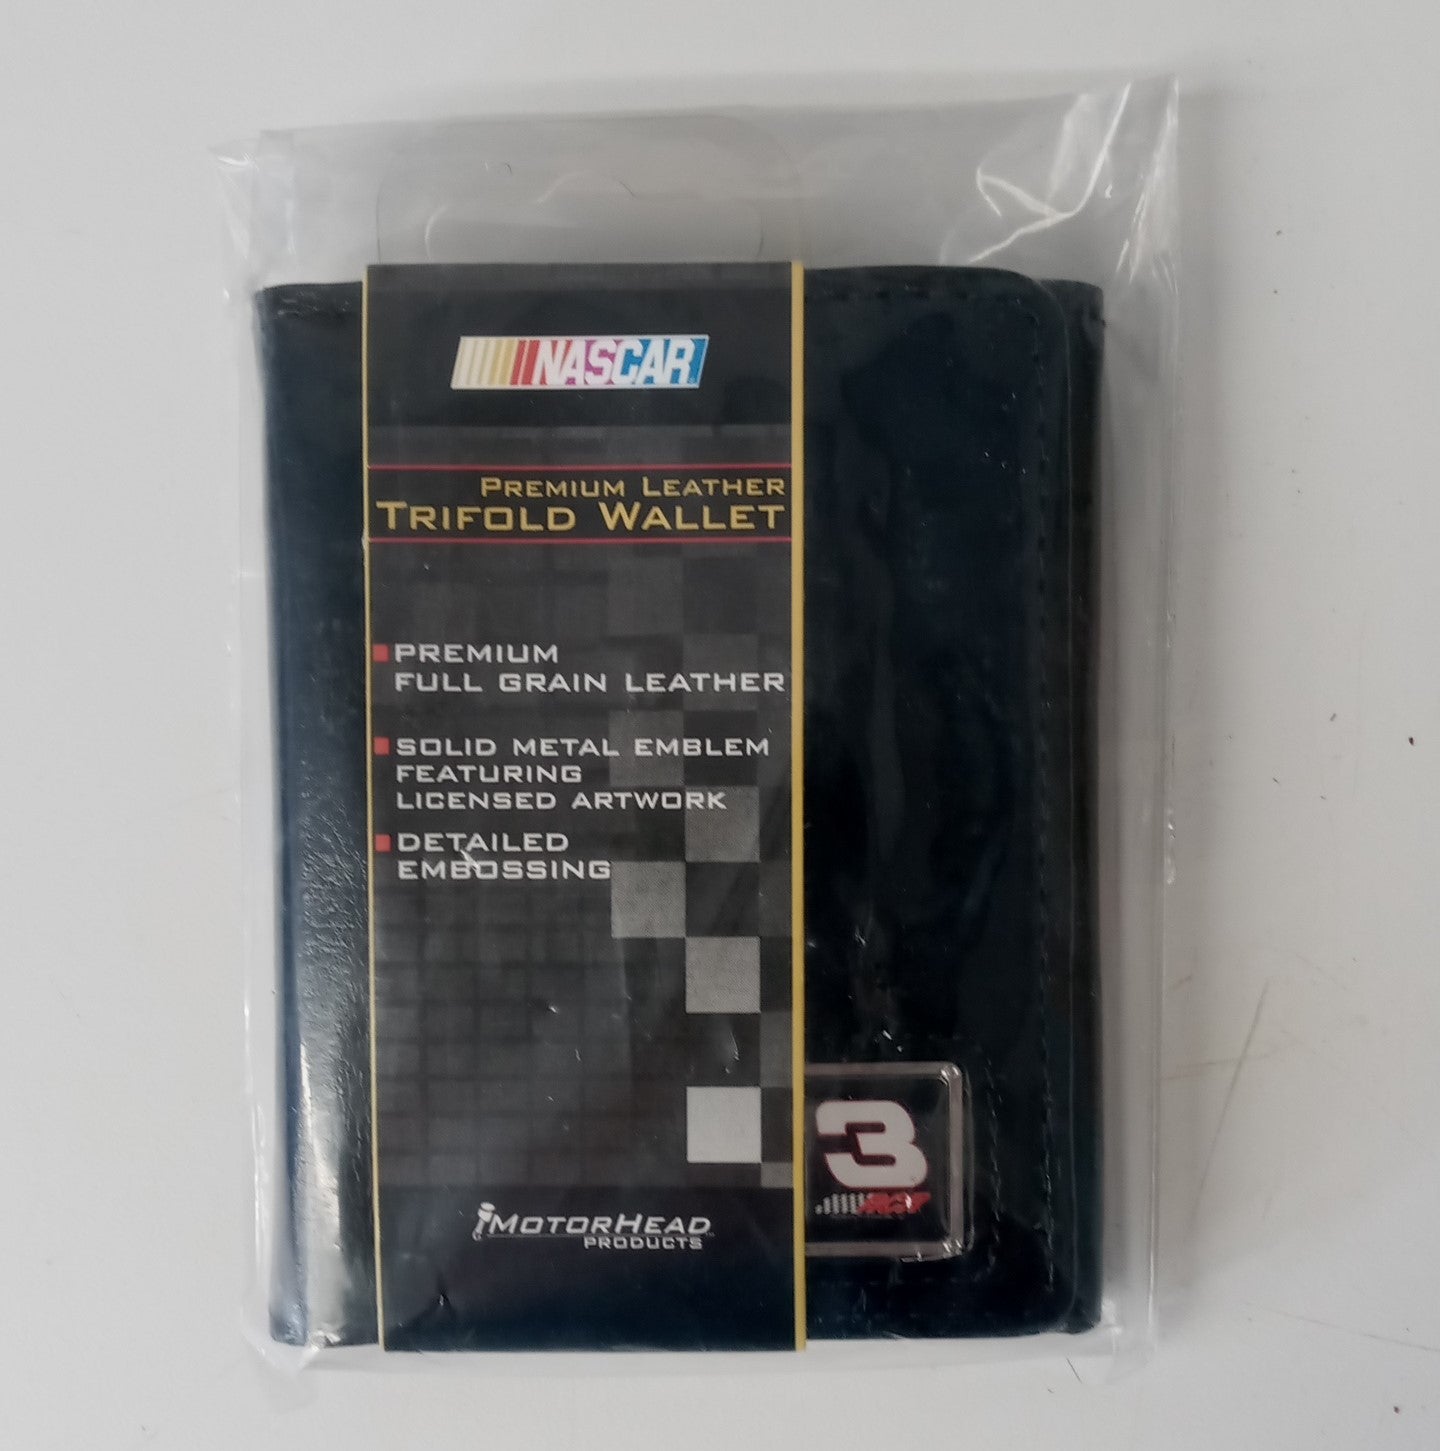 NASCAR
PREMIUM LEATHER
TRIFOLD WALLET
PREMIUM
FULL GRAIN LEATHER
SOLID METAL EMBLEM
FEATURING
LICENSED ARTWORK
DETAILED
EMBOSSING
3
RCR
MOTORHEAD
PRODUCTS